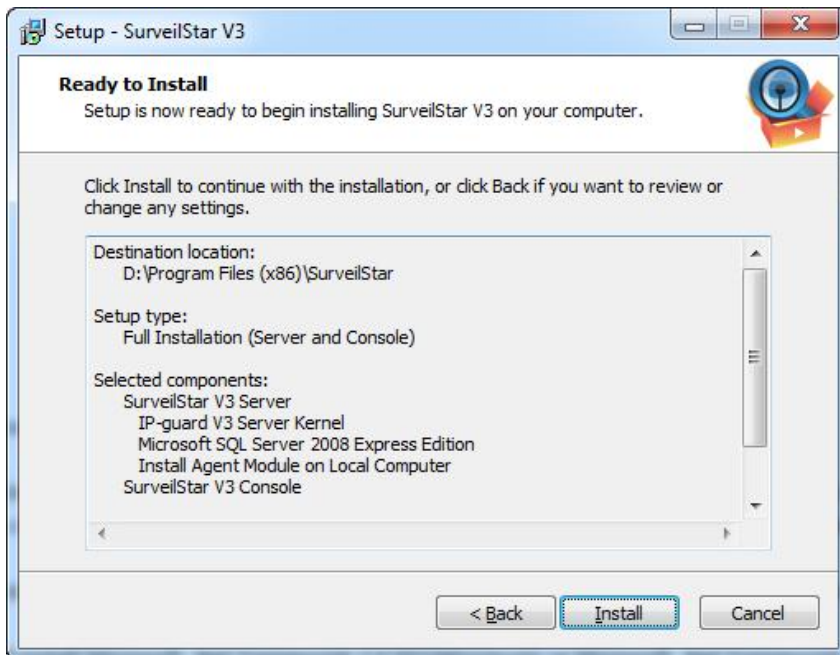 Setup - SurveilStar V3
Ready to Install
Setup is now ready to begin installing SurveilStar V3 on your computer.
Click Install to continue with the installation, or click Back if you want to review or
change any settings.
Destination location:
D:\Program Files (x86)\SurveilStar
Setup type:
Full Installation (Server and Console)
Selected components:
SurveilStar V3 Server
IP-guard V3 Server Kernel
Microsoft SQL Server 2008 Express Edition
Install Agent Module on Local Computer
SurveilStar V3 Console
< Back
Install
Cancel